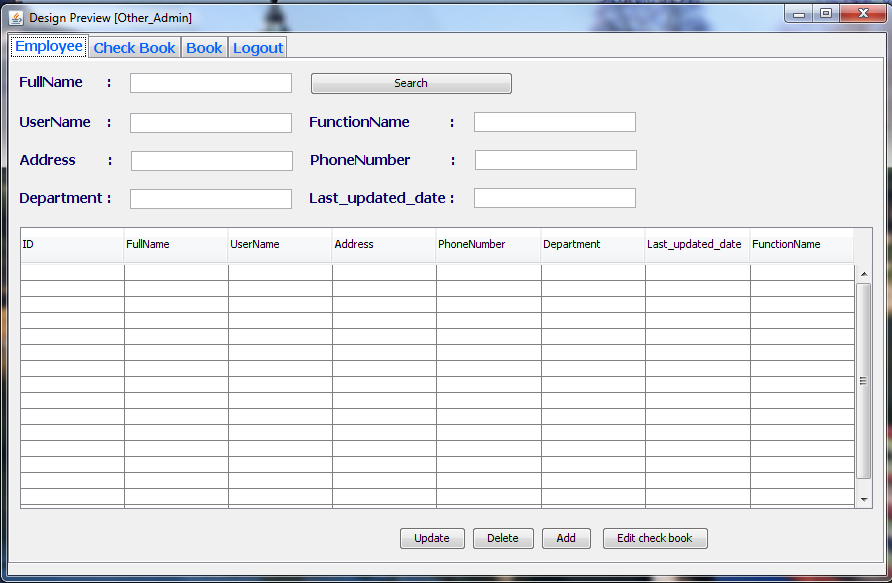 Design Preview [Other_Admin]
Employee Check Book Book Logout
FullName : Search
UserName : FunctionName :
Address : PhoneNumber :
Department : Last_updated_date :
ID FullName UserName Address PhoneNumber Department Last_updated_date FunctionName
Update Delete Add Edit check book